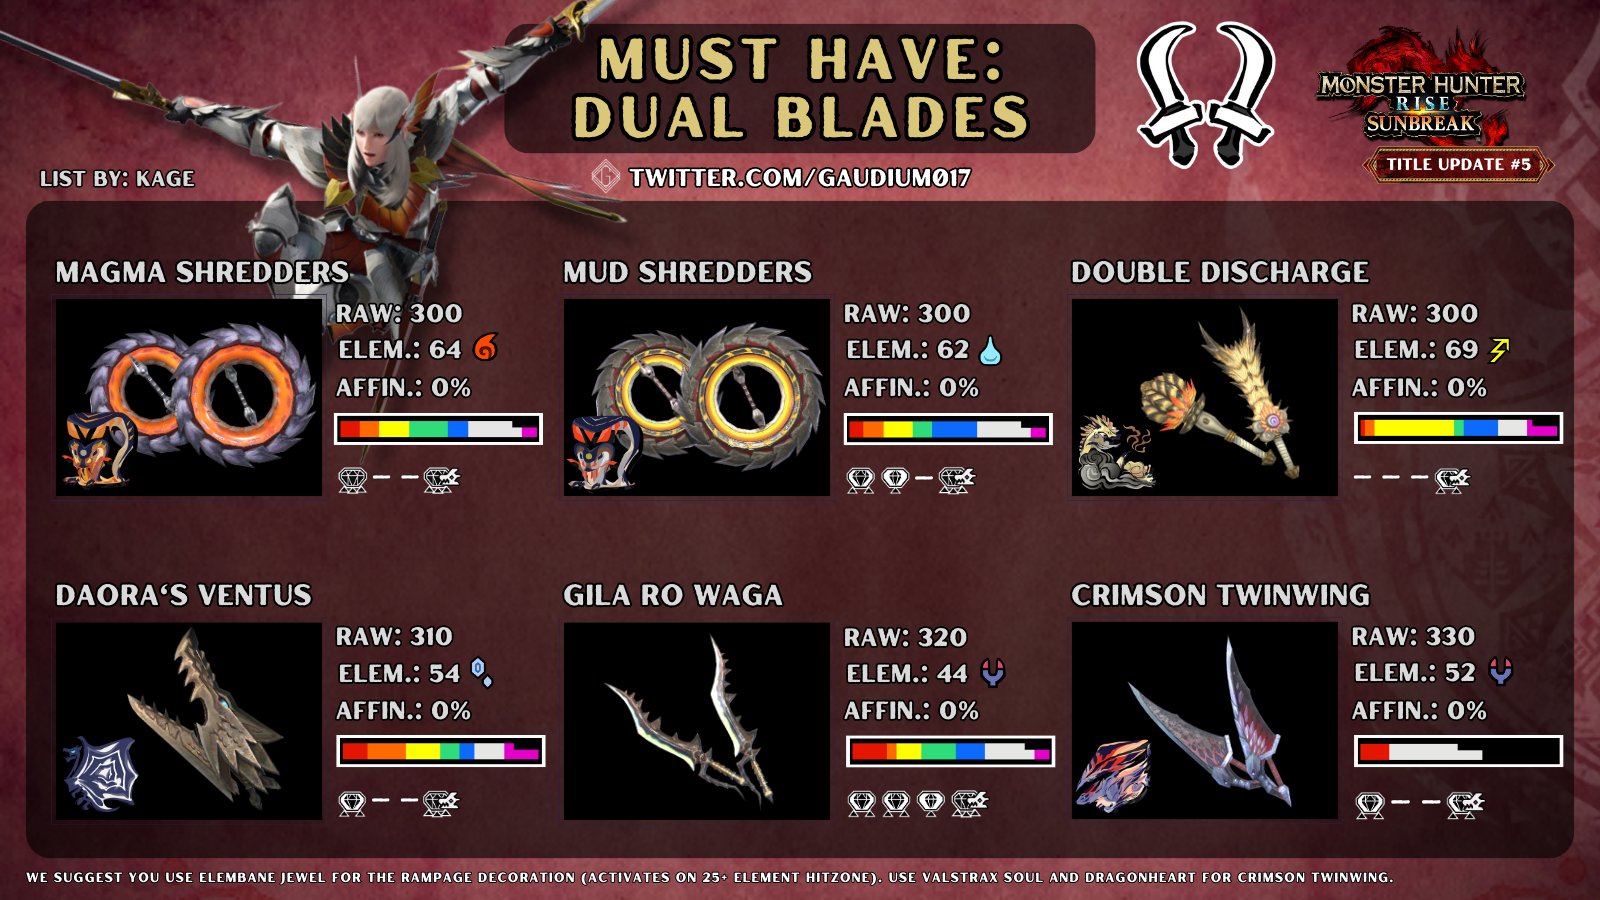 MUST HAVE:
DUAL BLADES
MONSTER HUNTER
RISE
SUNBREAK
TITLE UPDATE #5
LIST BY: KAGE
TWITTER.COM/GAUDIUM017
MAGMA SHREDDERS
RAW: 300
ELEM.: 64
AFFIN.: 0%
MUD SHREDDERS
RAW: 300
ELEM.: 62
AFFIN.: 0%
DOUBLE DISCHARGE
RAW: 300
ELEM.: 69
AFFIN.: 0%
DAORA'S VENTUS
RAW: 310
ELEM.: 54
AFFIN.: 0%
GILA RO WAGA
RAW: 320
ELEM.: 44
AFFIN.: 0%
CRIMSON TWINWING
RAW: 330
ELEM.: 52
AFFIN.: 0%
WE SUGGEST YOU USE ELEMBANE JEWEL FOR THE RAMPAGE DECORATION (ACTIVATES ON 25+ ELEMENT HITZONE). USE VALSTRAX SOUL AND DRAGONHEART FOR CRIMSON TWINWING.